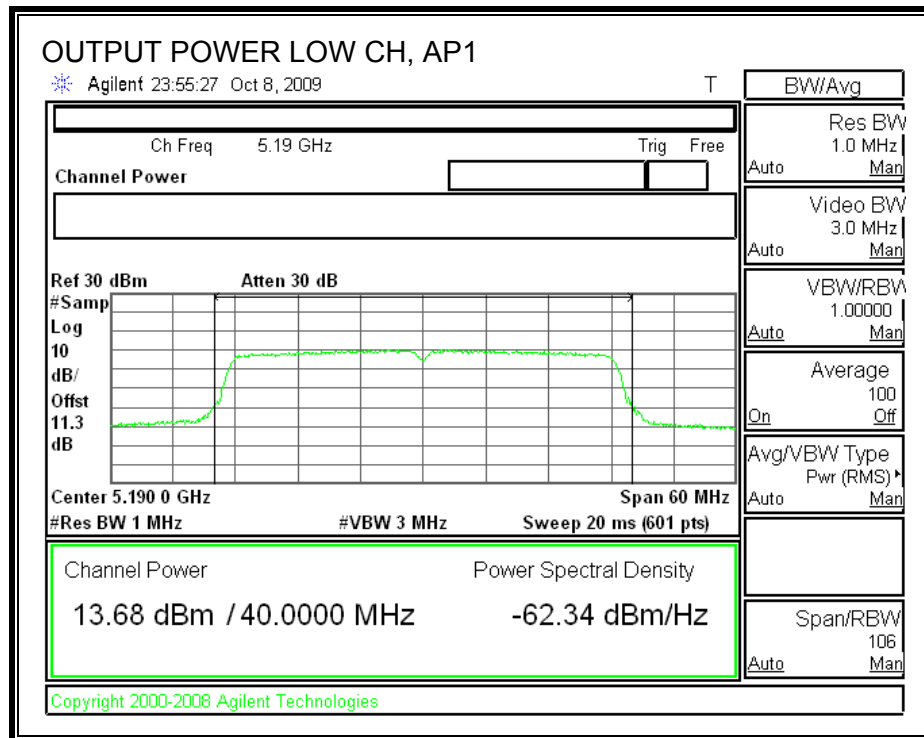 OUTPUT POWER LOW CH, AP1
Agilent 23:55:27 Oct 8, 2009 T
Ch Freq 5.19 GHz Trig Free
Channel Power
Ref 30 dBm Atten 30 dB
#Samp
Log
10
dB/
Offst
11.3
dB
Center 5.190 0 GHz Span 60 MHz
#Res BW 1 MHz #VBW 3 MHz Sweep 20 ms (601 pts)
Channel Power Power Spectral Density
13.68 dBm / 40.0000 MHz -62.34 dBm/Hz
Copyright 2000-2008 Agilent Technologies
BW/Avg
Res BW
1.0 MHz
Auto Man
Video BW
3.0 MHz
Auto Man
VBW/RBW
1.00000
Auto Man
Average
100
On Off
Avg/VBW Type
Pwr (RMS)
Auto Man
Span/RBW
106
Auto Man